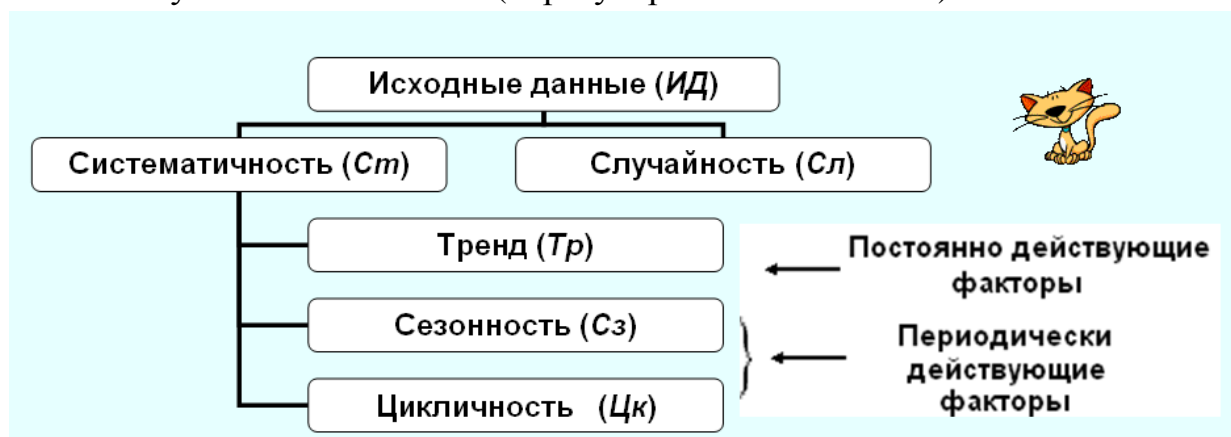 Исходные данные (ИД)
Систематичность (Ст)
Случайность (Сл)
Тренд (Тр)
Постоянно действующие
факторы
Сезонность (Сз)
Периодически
действующие
факторы
Цикличность (Цк)